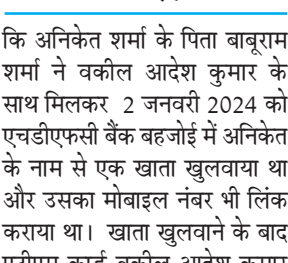 कि अनिकेत शर्मा के पिता बाबूराम
शर्मा ने वकील आदेश कुमार के
साथ मिलकर 2 जनवरी 2024 को
एचडीएफसी बैंक बहजोई में अनिकेत
के नाम से एक खाता खुलवाया था
और उसका मोबाइल नंबर भी लिंक
कराया था। खाता खुलवाने के बाद